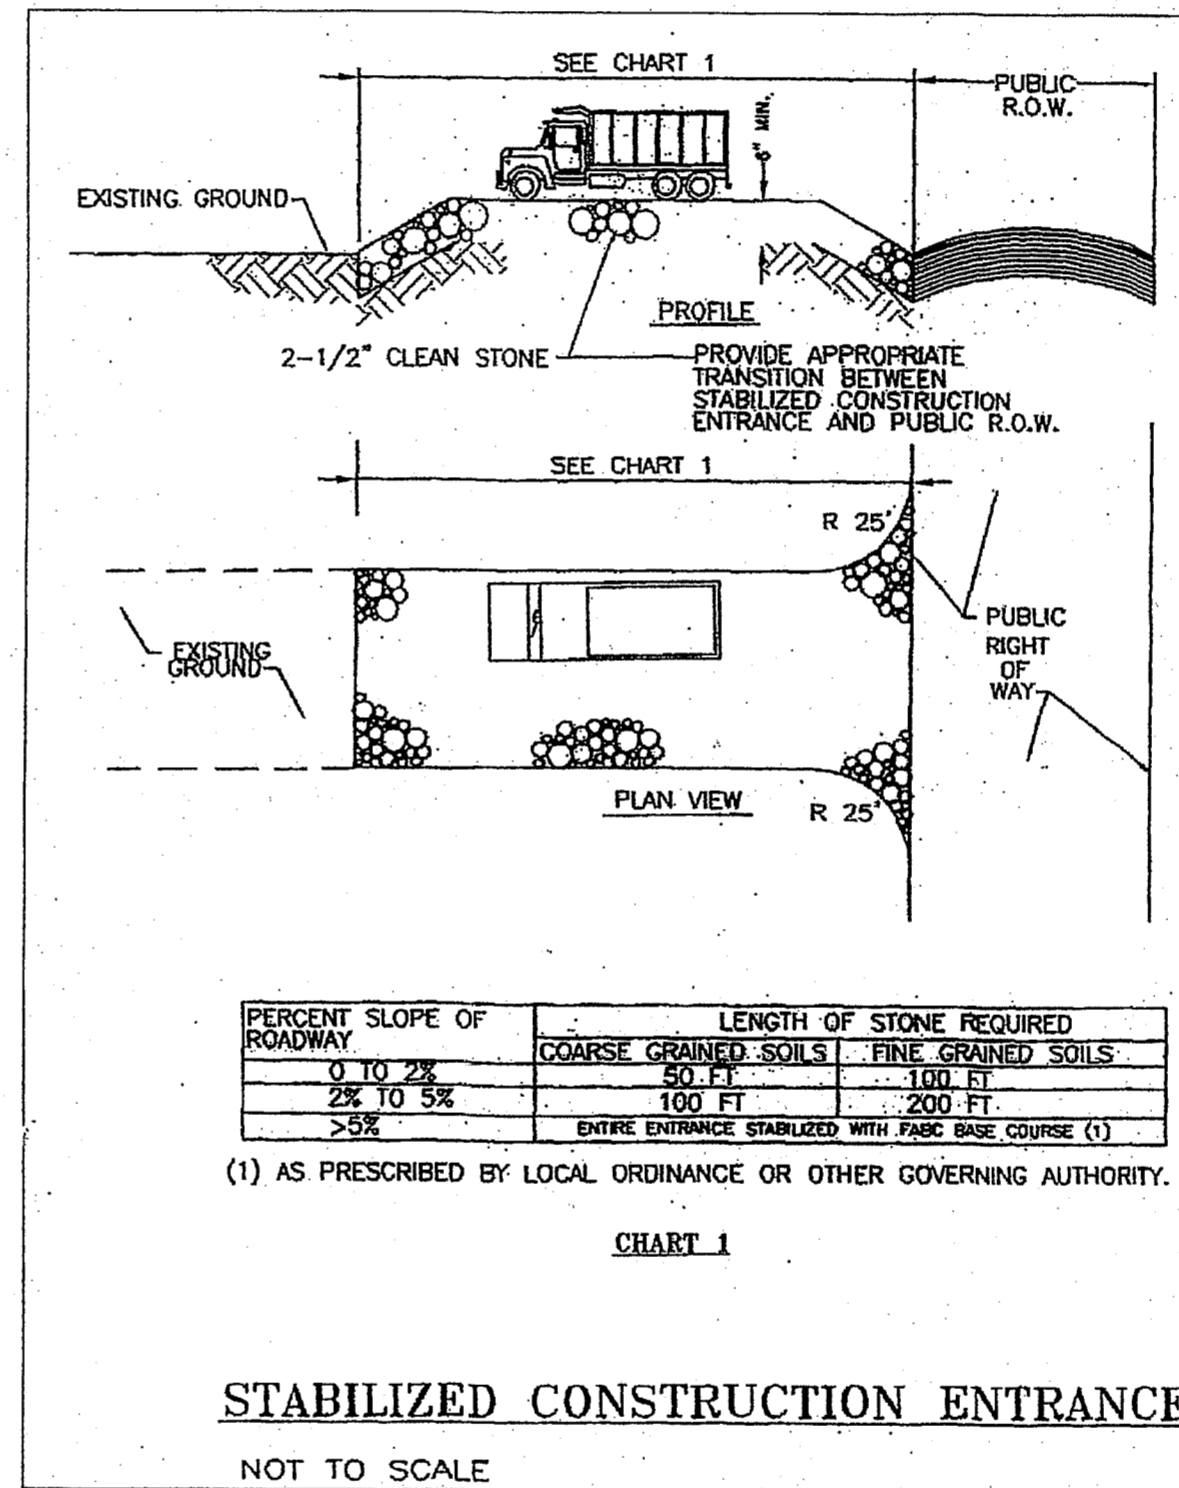 SEE CHART 1
PUBLIC
R.O.W.
6" MIN.
EXISTING GROUND
PROFILE
2-1/2" CLEAN STONE
PROVIDE APPROPRIATE
TRANSITION BETWEEN
STABILIZED CONSTRUCTION
ENTRANCE AND PUBLIC R.O.W.
SEE CHART 1
R 25'
PUBLIC
RIGHT
OF
WAY
EXISTING
GROUND
PLAN VIEW
R 25'
PERCENT SLOPE OF
ROADWAY
LENGTH OF STONE REQUIRED
COARSE GRAINED SOILS FINE GRAINED SOILS
0 TO 2% 50 FT 100 FT
2% TO 5% 100 FT 200 FT
>5% ENTIRE ENTRANCE STABILIZED WITH FABC BASE COURSE (1)
(1) AS PRESCRIBED BY LOCAL ORDINANCE OR OTHER GOVERNING AUTHORITY.
CHART 1
STABILIZED CONSTRUCTION ENTRANCE
NOT TO SCALE